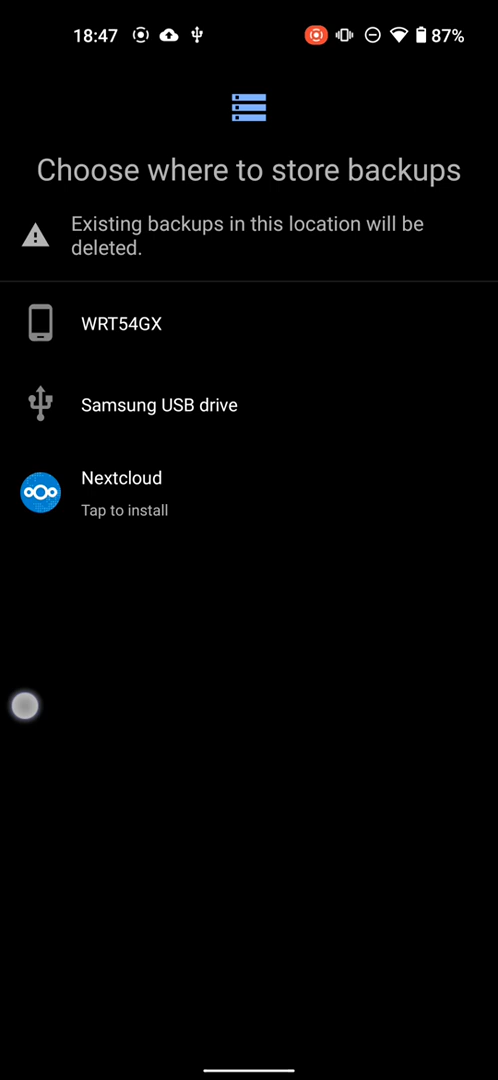 18:47 87%
Choose where to store backups
Existing backups in this location will be
deleted.
WRT54GX
Samsung USB drive
Nextcloud
Tap to install